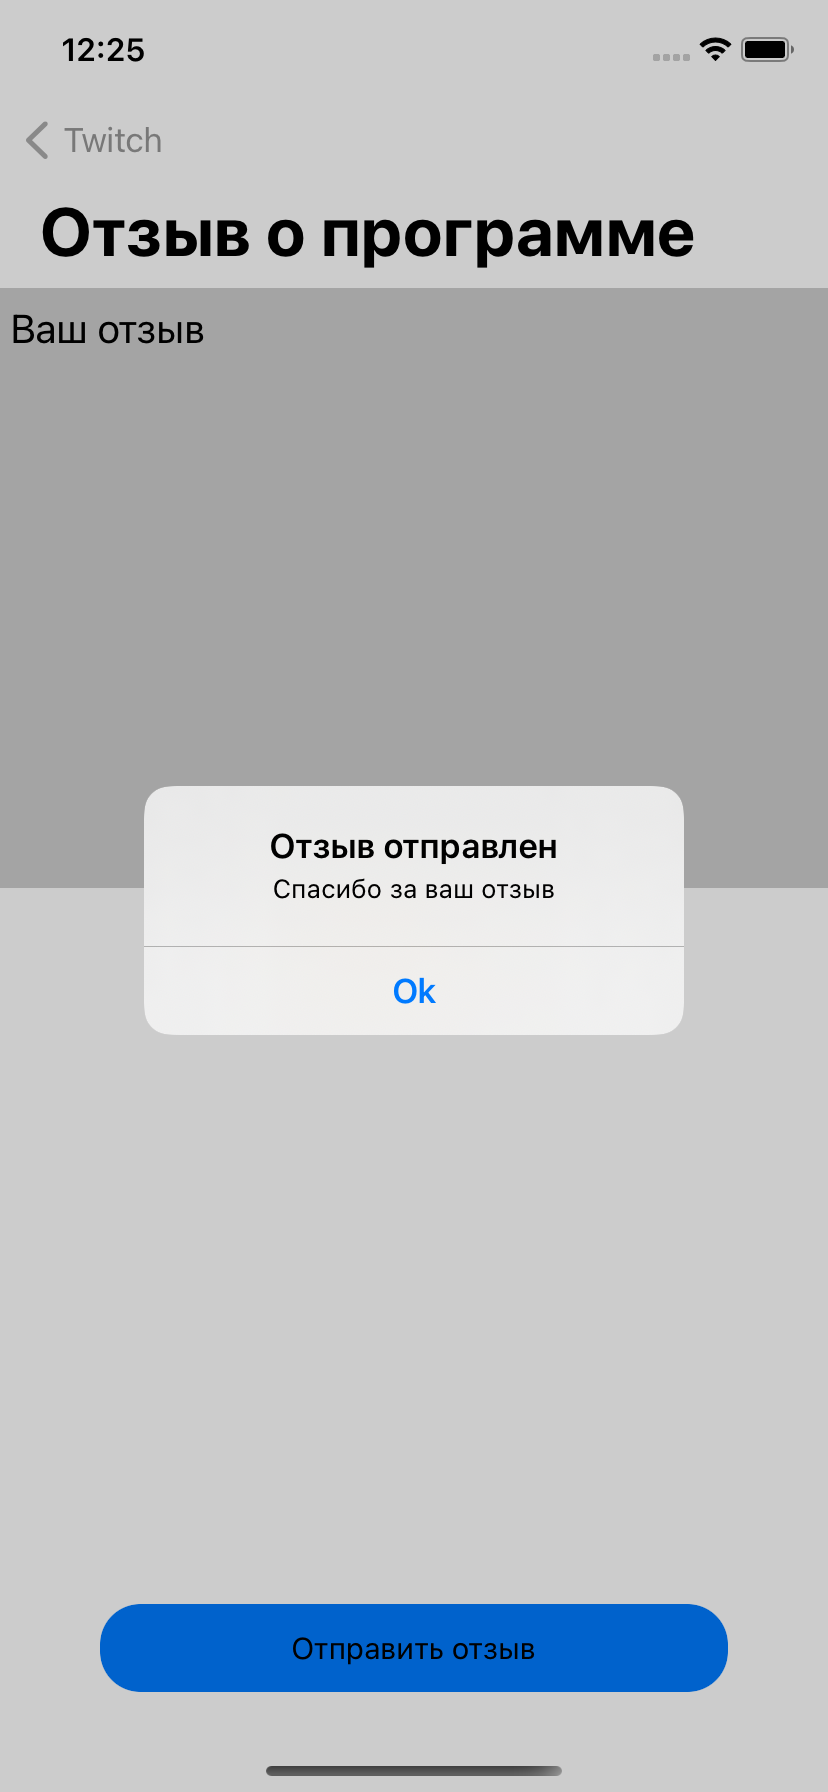 12:25
Twitch
Отзыв о программе
Ваш отзыв
Отзыв отправлен
Спасибо за ваш отзыв
Ok
Отправить отзыв